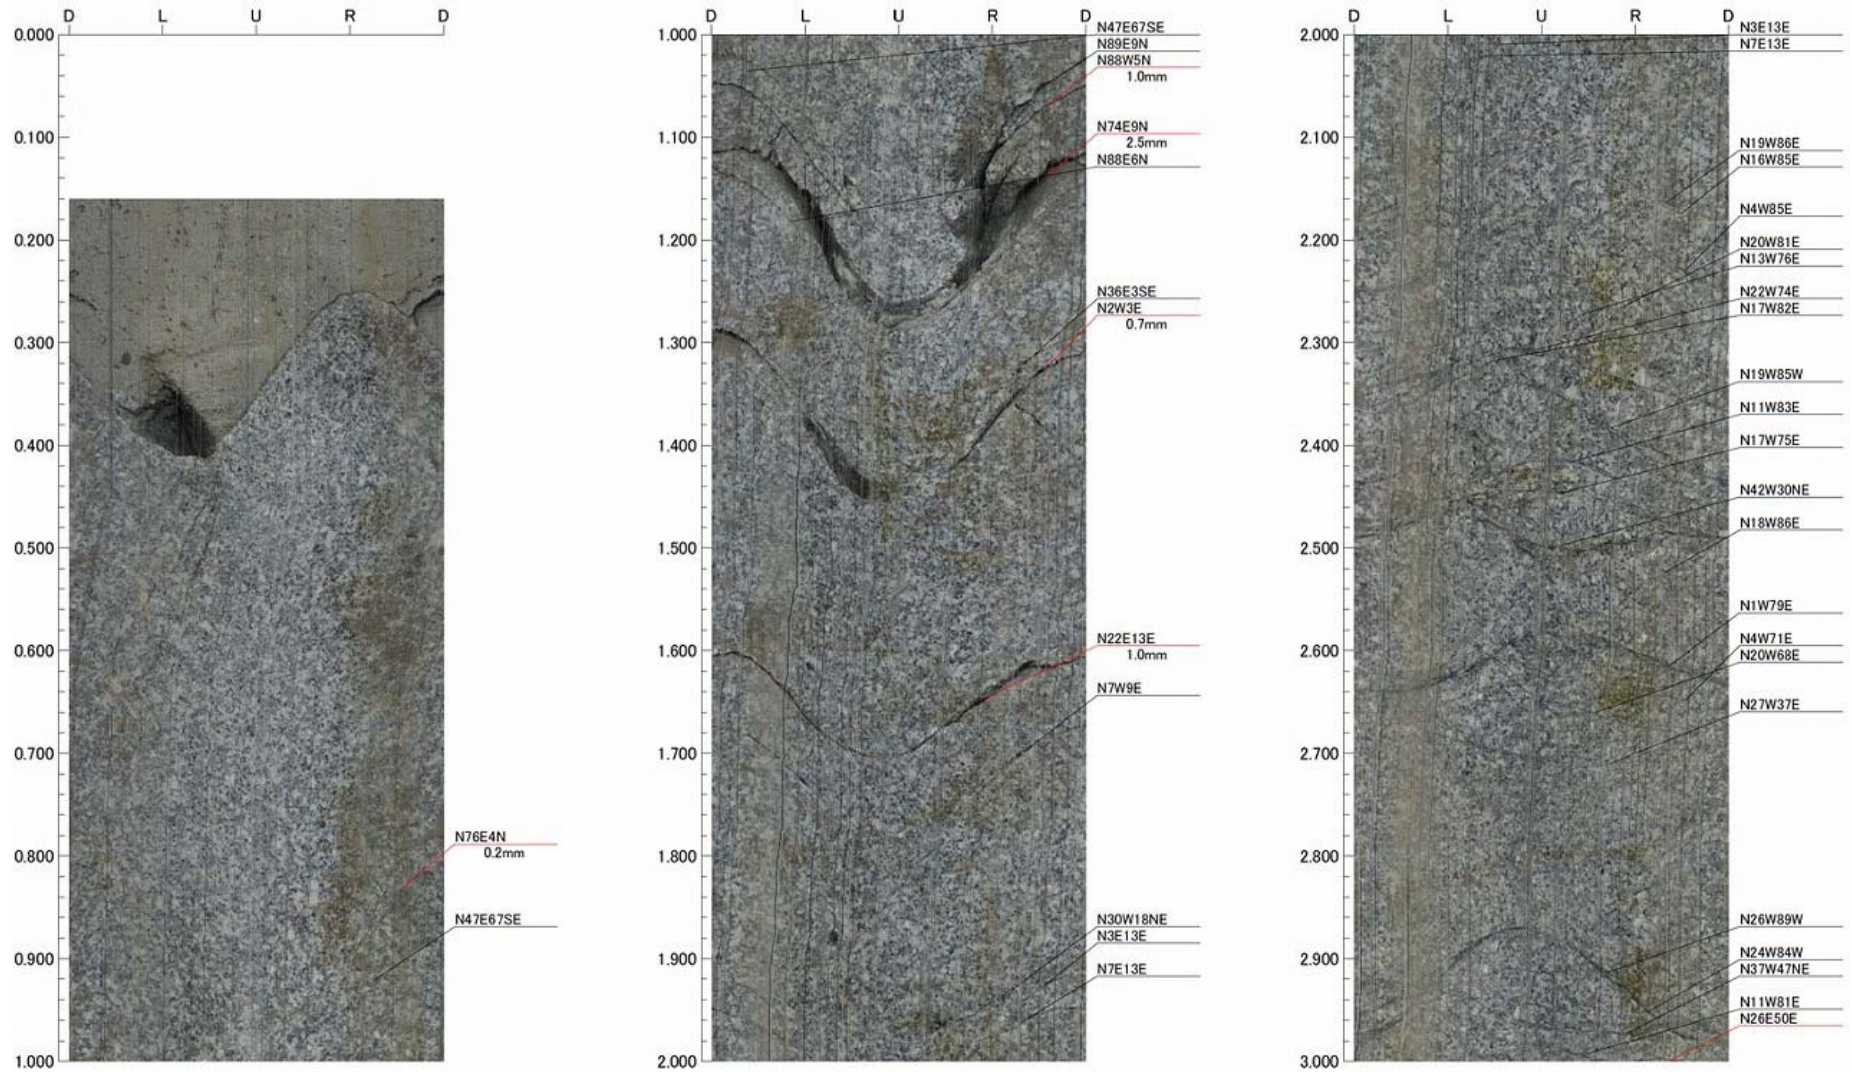 D L U R D
0.000
0.100
0.200
0.300
0.400
0.500
0.600
0.700
0.800
0.900
1.000
N76E4N
0.2mm
N47E67SE
D L U R D
1.000
1.100
1.200
1.300
1.400
1.500
1.600
1.700
1.800
1.900
2.000
N47E67SE
N89E9N
N88W5N
1.0mm
N74E9N
2.5mm
N88E6N
N36E3SE
N2W3E
0.7mm
N22E13E
1.0mm
N7W9E
N30W18NE
N3E13E
N7E13E
D L U R D
2.000
2.100
2.200
2.300
2.400
2.500
2.600
2.700
2.800
2.900
3.000
N3E13E
N7E13E
N19W86E
N16W85E
N4W85E
N20W81E
N13W76E
N22W74E
N17W82E
N19W85W
N11W83E
N17W75E
N42W30NE
N18W86E
N1W79E
N4W71E
N20W68E
N27W37E
N26W89W
N24W84W
N37W47NE
N11W81E
N26E50E